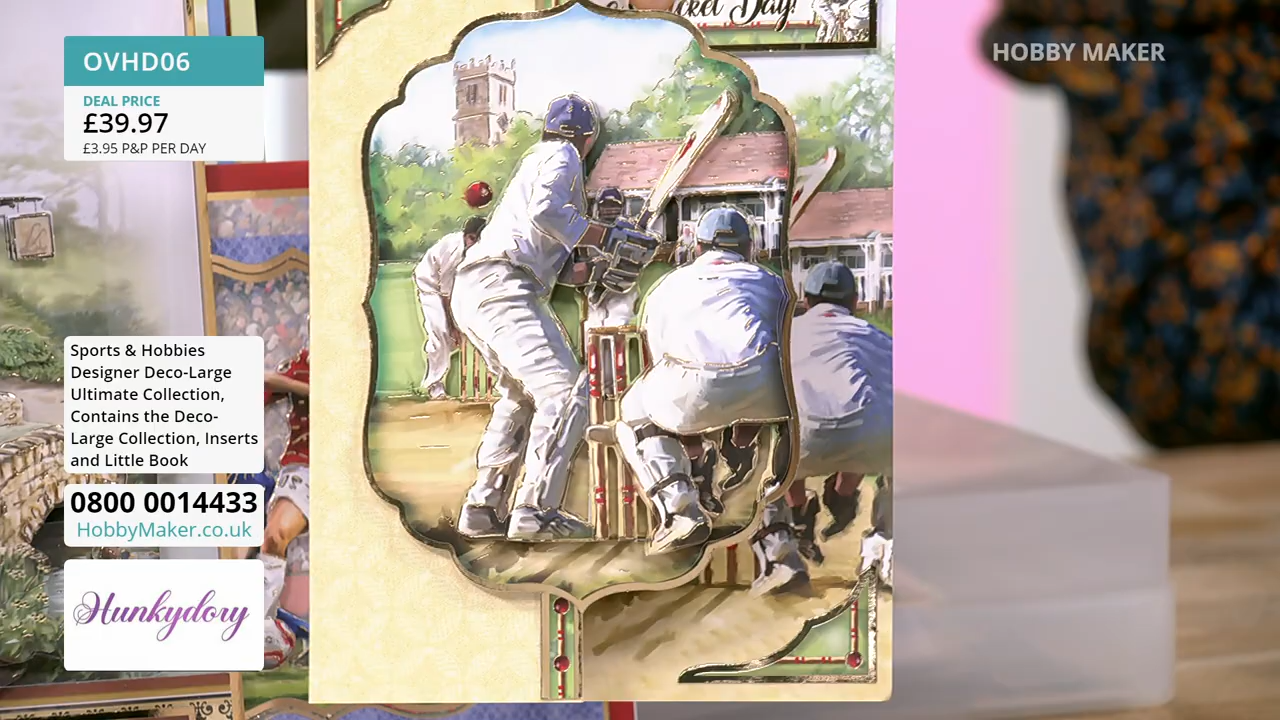 OVHD06
DEAL PRICE
£39.97
£3.95 P&P PER DAY
Sports & Hobbies
Designer Deco-Large
Ultimate Collection,
Contains the Deco-
Large Collection, Inserts
and Little Book
0800 0014433
HobbyMaker.co.uk
Hunkydory
HOBBY MAKER
Day!